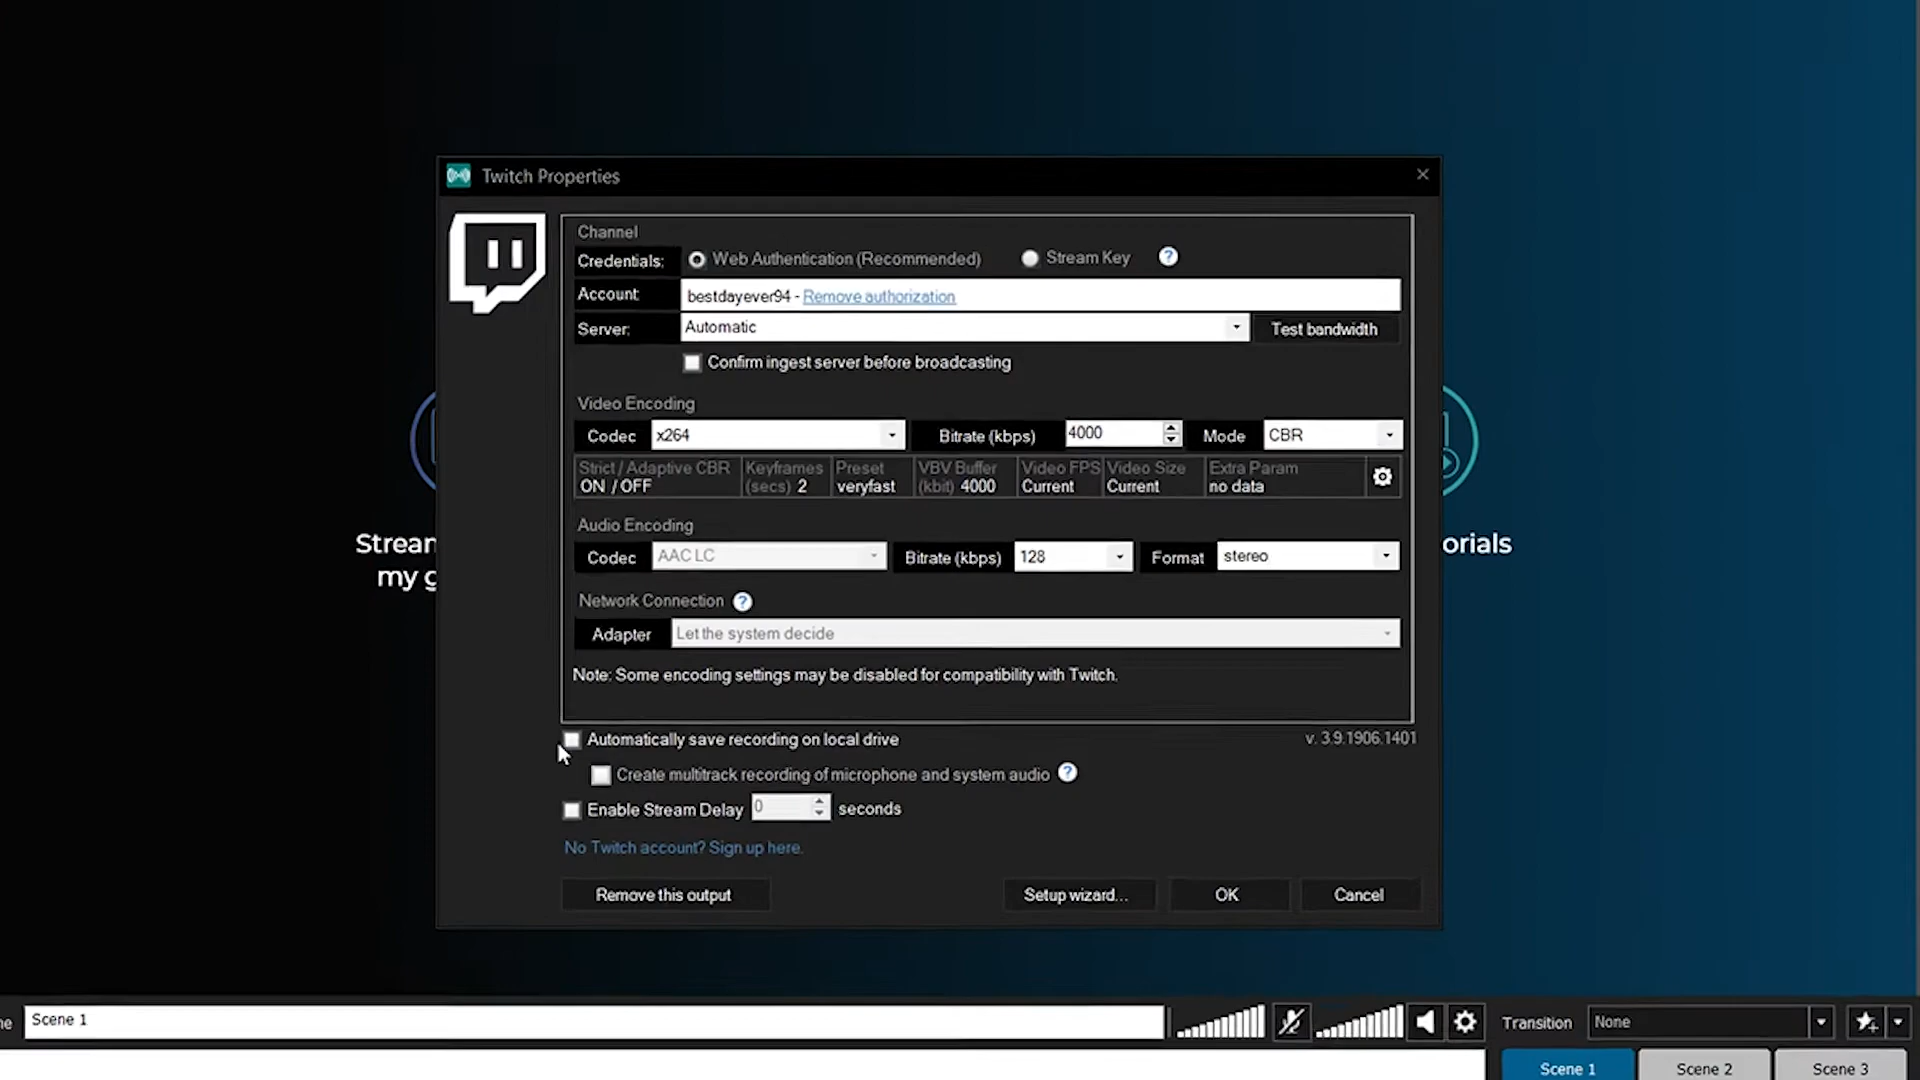 Twitch Properties
Channel
Credentials: Web Authentication (Recommended) Stream Key ?
Account: bestdayever94 - Remove authorization
Server: Automatic Test bandwidth
Confirm ingest server before broadcasting
Video Encoding
Codec x264 Bitrate (kbps) 4000 Mode CBR
Strict / Adaptive CBR Keyframes Preset VBV Buffer Video FPS Video Size Extra Param
ON / OFF (secs) 2 veryfast (kbit) 4000 Current Current no data
Audio Encoding
Codec AAC LC Bitrate (kbps) 128 Format stereo
Network Connection ?
Adapter Let the system decide
Note: Some encoding settings may be disabled for compatibility with Twitch.
Automatically save recording on local drive v. 3.9.1906.1401
Create multitrack recording of microphone and system audio ?
Enable Stream Delay 0 seconds
No Twitch account? Sign up here.
Remove this output Setup wizard... OK Cancel
Stream
my g
orials
ne Scene 1 Transition None
Scene 1 Scene 2 Scene 3